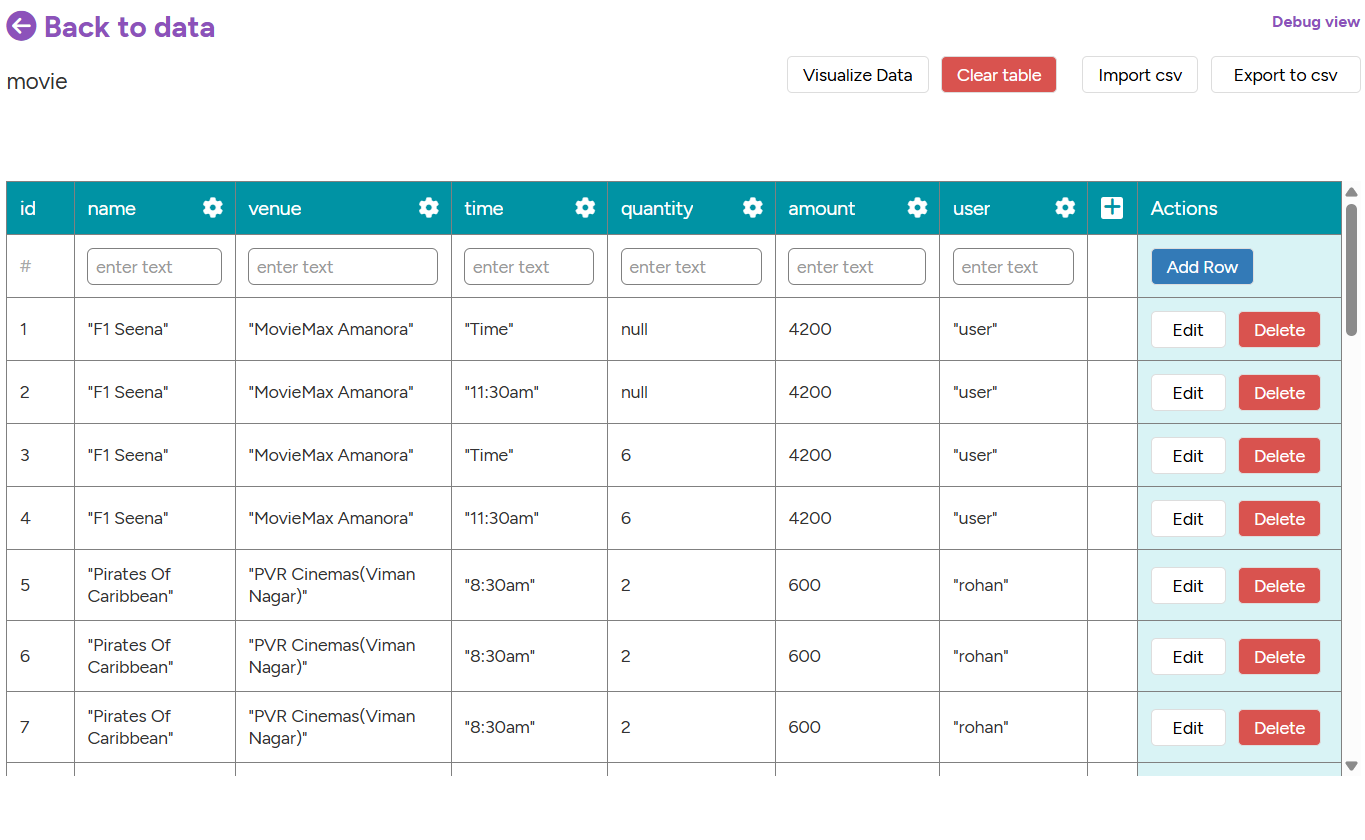 Back to data
Debug view
movie
Visualize Data Clear table Import csv Export to csv
id name venue time quantity amount user Actions
# enter text enter text enter text enter text enter text enter text Add Row
1 "F1 Seena" "MovieMax Amanora" "Time" null 4200 "user" Edit Delete
2 "F1 Seena" "MovieMax Amanora" "11:30am" null 4200 "user" Edit Delete
3 "F1 Seena" "MovieMax Amanora" "Time" 6 4200 "user" Edit Delete
4 "F1 Seena" "MovieMax Amanora" "11:30am" 6 4200 "user" Edit Delete
"Pirates Of "PVR Cinemas(Viman
5 "8:30am" 2 600 "rohan" Edit Delete
Caribbean" Nagar)"
"Pirates Of "PVR Cinemas(Viman
6 "8:30am" 2 600 "rohan" Edit Delete
Caribbean" Nagar)"
"Pirates Of "PVR Cinemas(Viman
7 "8:30am" 2 600 "rohan" Edit Delete
Caribbean" Nagar)"